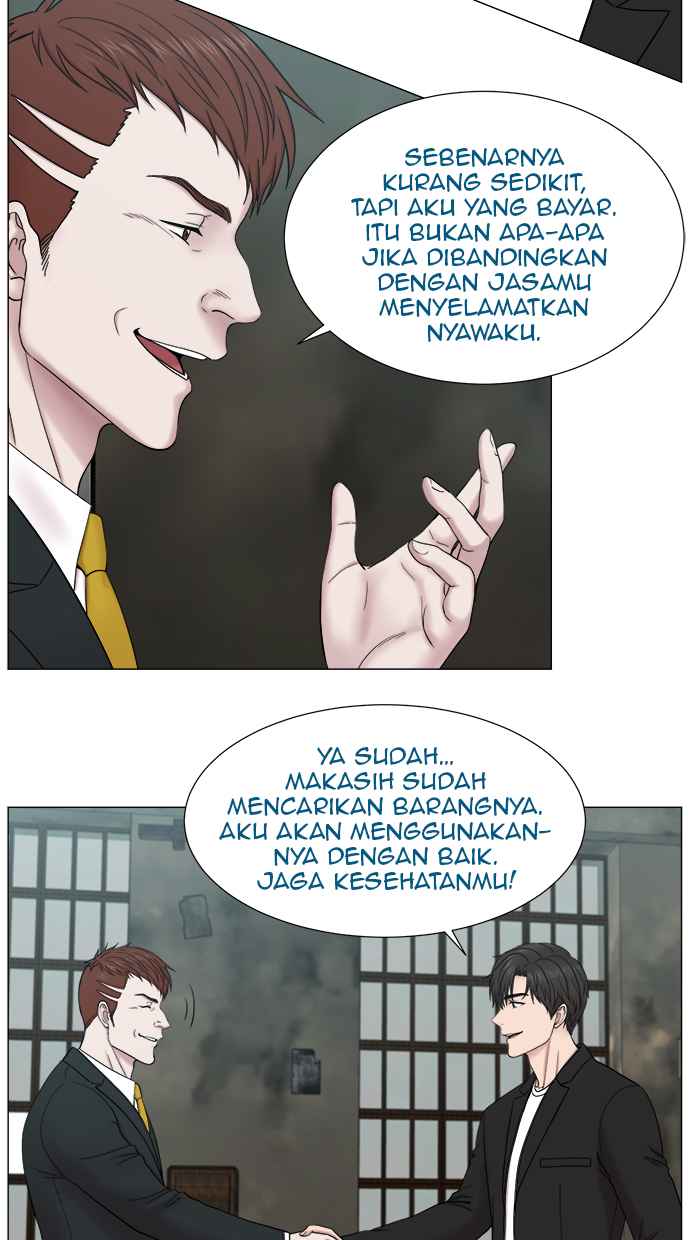 SEBENARNYA
KURANG SEDIKIT,
TAPI AKU YANG BAYAR.
ITU BUKAN APA-APA
JIKA DIBANDINGKAN
DENGAN JASAMU
MENYELAMATKAN
NYAWAKU.
YA SUDAH...
MAKASIH SUDAH
MENCARIKAN BARANGNYA.
AKU AKAN MENGGUNAKAN-
NYA DENGAN BAIK.
JAGA KESEHATANMU!